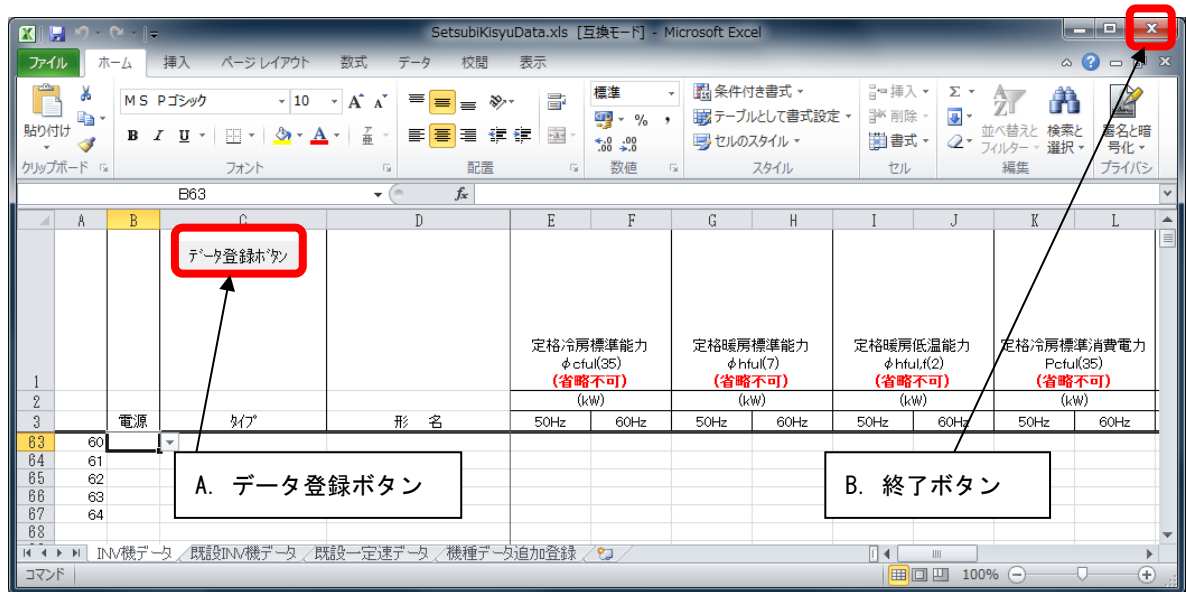 SetsubiKisyuData.xls [互換モード] - Microsoft Excel
ファイル ホーム 挿入 ページ レイアウト 数式 データ 校閲 表示
MS Pゴシック 10 標準 条件付き書式 挿入 Σ
貼り付け B I U A 亜 % , テーブルとして書式設定 削除 並べ替えと フィルター 検索と 選択 署名と暗 号化
セルのスタイル 書式
クリップボード フォント 配置 数値 スタイル セル 編集 プライバシ
B63 fx
A B C D E F G H I J K L
データ登録ボタン
定格冷房標準能力 定格暖房標準能力 定格暖房低温能力 定格冷房標準消費電力
φcful(35) φhful(7) φhful,f(2) Pcful(35)
1 (省略不可) (省略不可) (省略不可) (省略不可)
2 (kW) (kW) (kW) (kW)
3 電源 タイプ 形 名 50Hz 60Hz 50Hz 60Hz 50Hz 60Hz 50Hz 60Hz
63 60
64 61
65 62
66 63
67 64
68
A. データ登録ボタン
B. 終了ボタン
INV機データ 既設INV機データ 既設一定速データ 機種データ追加登録
コマンド 100%